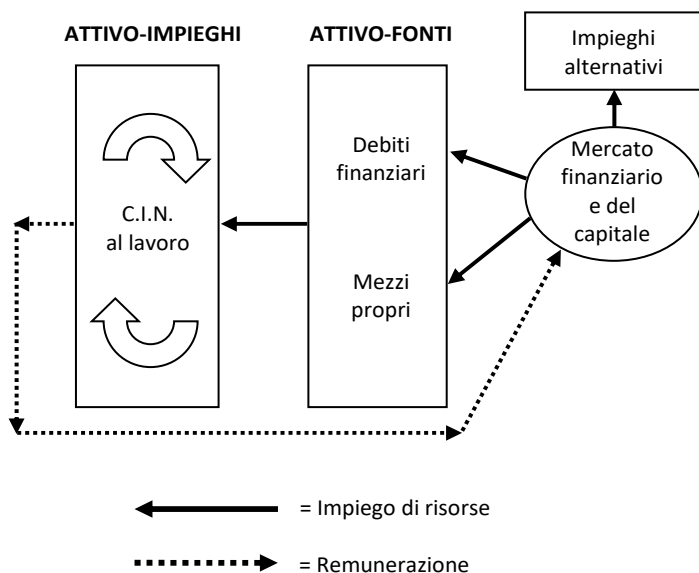 ATTIVO-IMPIEGHI
ATTIVO-FONTI
Impieghi
alternativi
Debiti
finanziari
Mercato
finanziario
e del
capitale
C.I.N.
al lavoro
Mezzi
propri
= Impiego di risorse
= Remunerazione